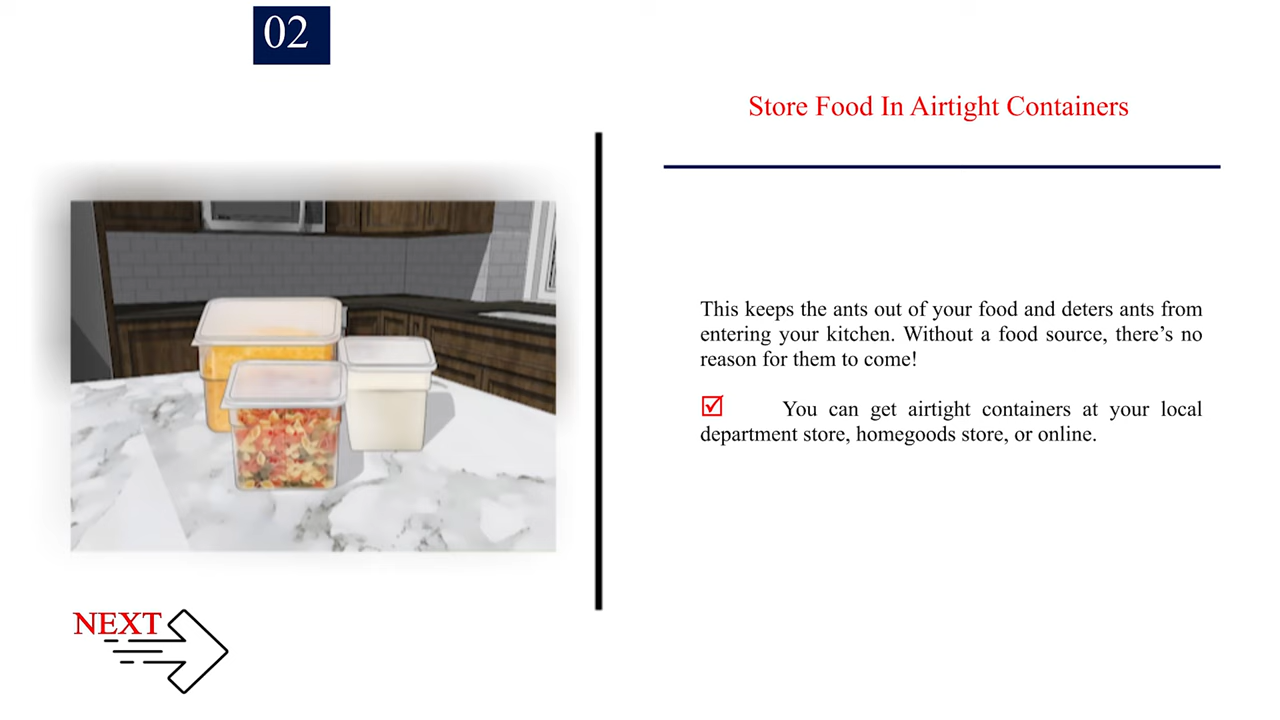 02
Store Food In Airtight Containers
This keeps the ants out of your food and deters ants from
entering your kitchen. Without a food source, there’s no
reason for them to come!
You can get airtight containers at your local
department store, homegoods store, or online.
NEXT